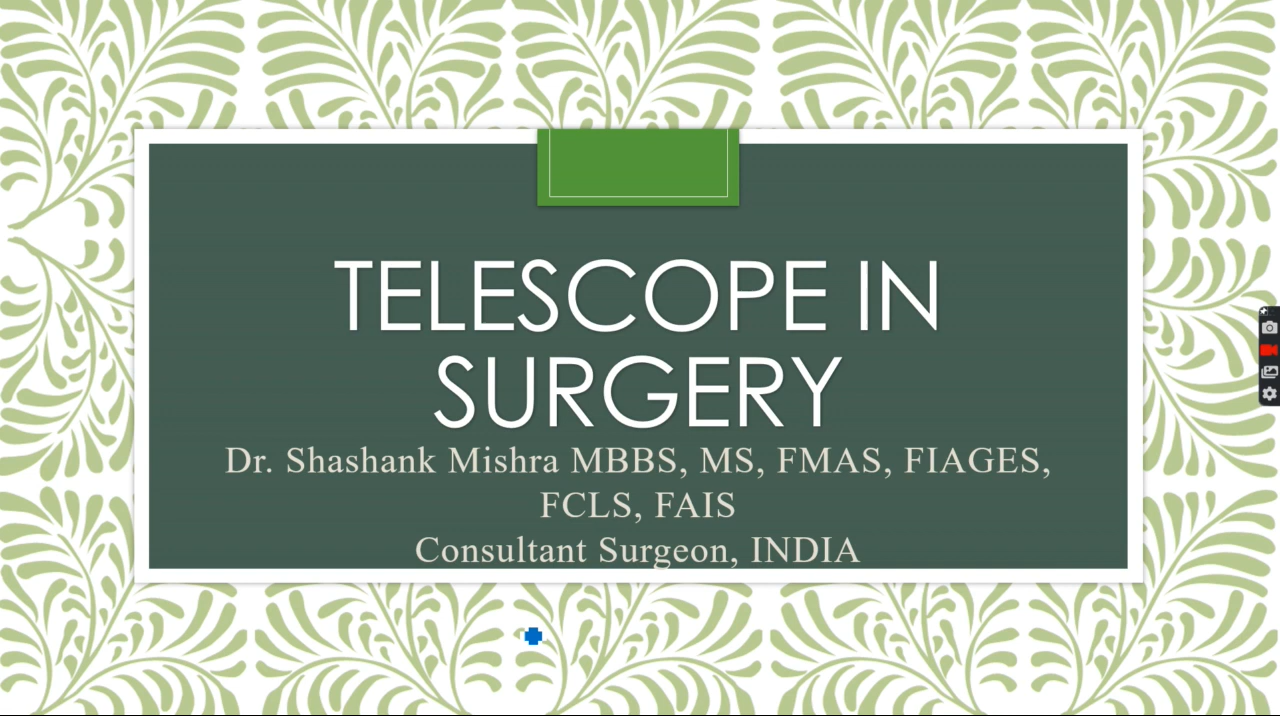 TELESCOPE IN
SURGERY
Dr. Shashank Mishra MBBS, MS, FMAS, FIAGES,
FCLS, FAIS
Consultant Surgeon, INDIA